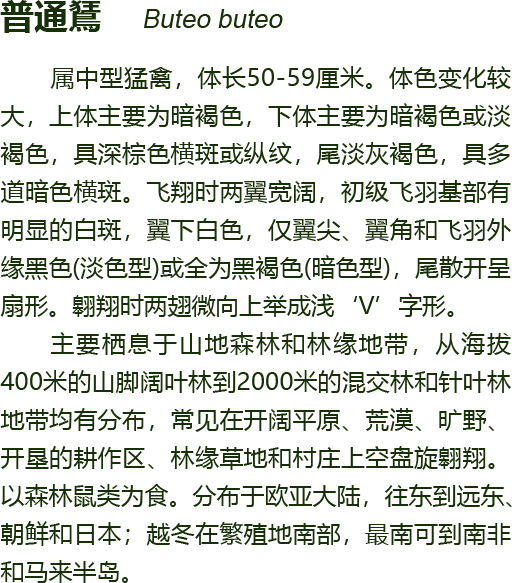 普通鵟 Buteo buteo
属中型猛禽，体长50-59厘米。体色变化较
大，上体主要为暗褐色，下体主要为暗褐色或淡
褐色，具深棕色横斑或纵纹，尾淡灰褐色，具多
道暗色横斑。飞翔时两翼宽阔，初级飞羽基部有
明显的白斑，翼下白色，仅翼尖、翼角和飞羽外
缘黑色(淡色型)或全为黑褐色(暗色型)，尾散开呈
扇形。翱翔时两翅微向上举成浅‘V’字形。
主要栖息于山地森林和林缘地带，从海拔
400米的山脚阔叶林到2000米的混交林和针叶林
地带均有分布，常见在开阔平原、荒漠、旷野、
开垦的耕作区、林缘草地和村庄上空盘旋翱翔。
以森林鼠类为食。分布于欧亚大陆，往东到远东、
朝鲜和日本；越冬在繁殖地南部，最南可到南非
和马来半岛。